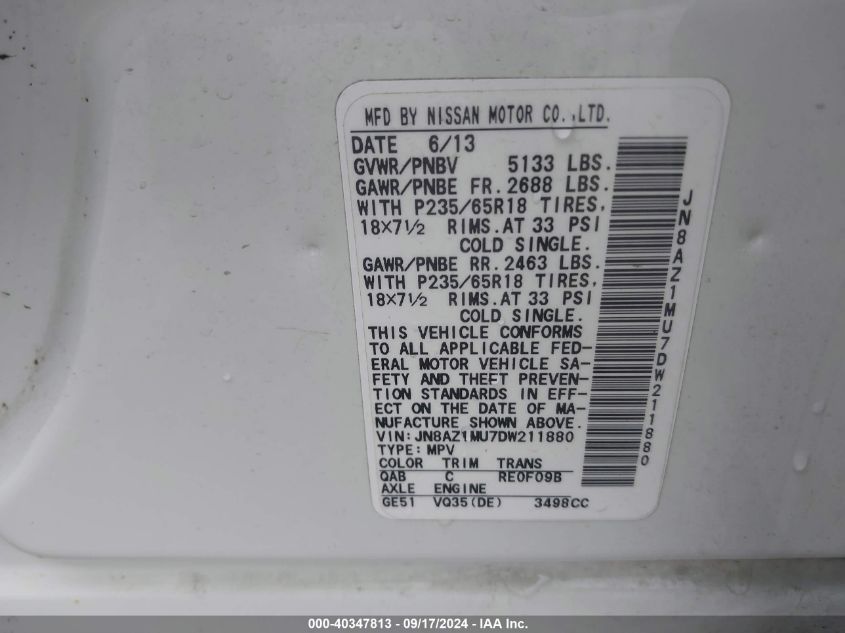 MFD BY NISSAN MOTOR CO.,LTD.
DATE 6/13
GVWR/PNBV 5133 LBS.
GAWR/PNBE FR. 2688 LBS.
WITH P235/65R18 TIRES,
18×7½ RIMS.AT 33 PSI
COLD SINGLE.
GAWR/PNBE RR. 2463 LBS.
WITH P235/65R18 TIRES,
18×7½ RIMS.AT 33 PSI
COLD SINGLE.
THIS VEHICLE CONFORMS
TO ALL APPLICABLE FED-
ERAL MOTOR VEHICLE SA-
FETY AND THEFT PREVEN-
TION STANDARDS IN EFF-
ECT ON THE DATE OF MA-
NUFACTURE SHOWN ABOVE.
VIN:JN8AZ1MU7DW211880
TYPE:MPV
COLOR TRIM TRANS
QAB C RE0F09B
AXLE ENGINE
GE51 VQ35(DE) 3498CC
JN8AZ1MU7DW211880
000-40347813 - 09/17/2024 - IAA Inc.